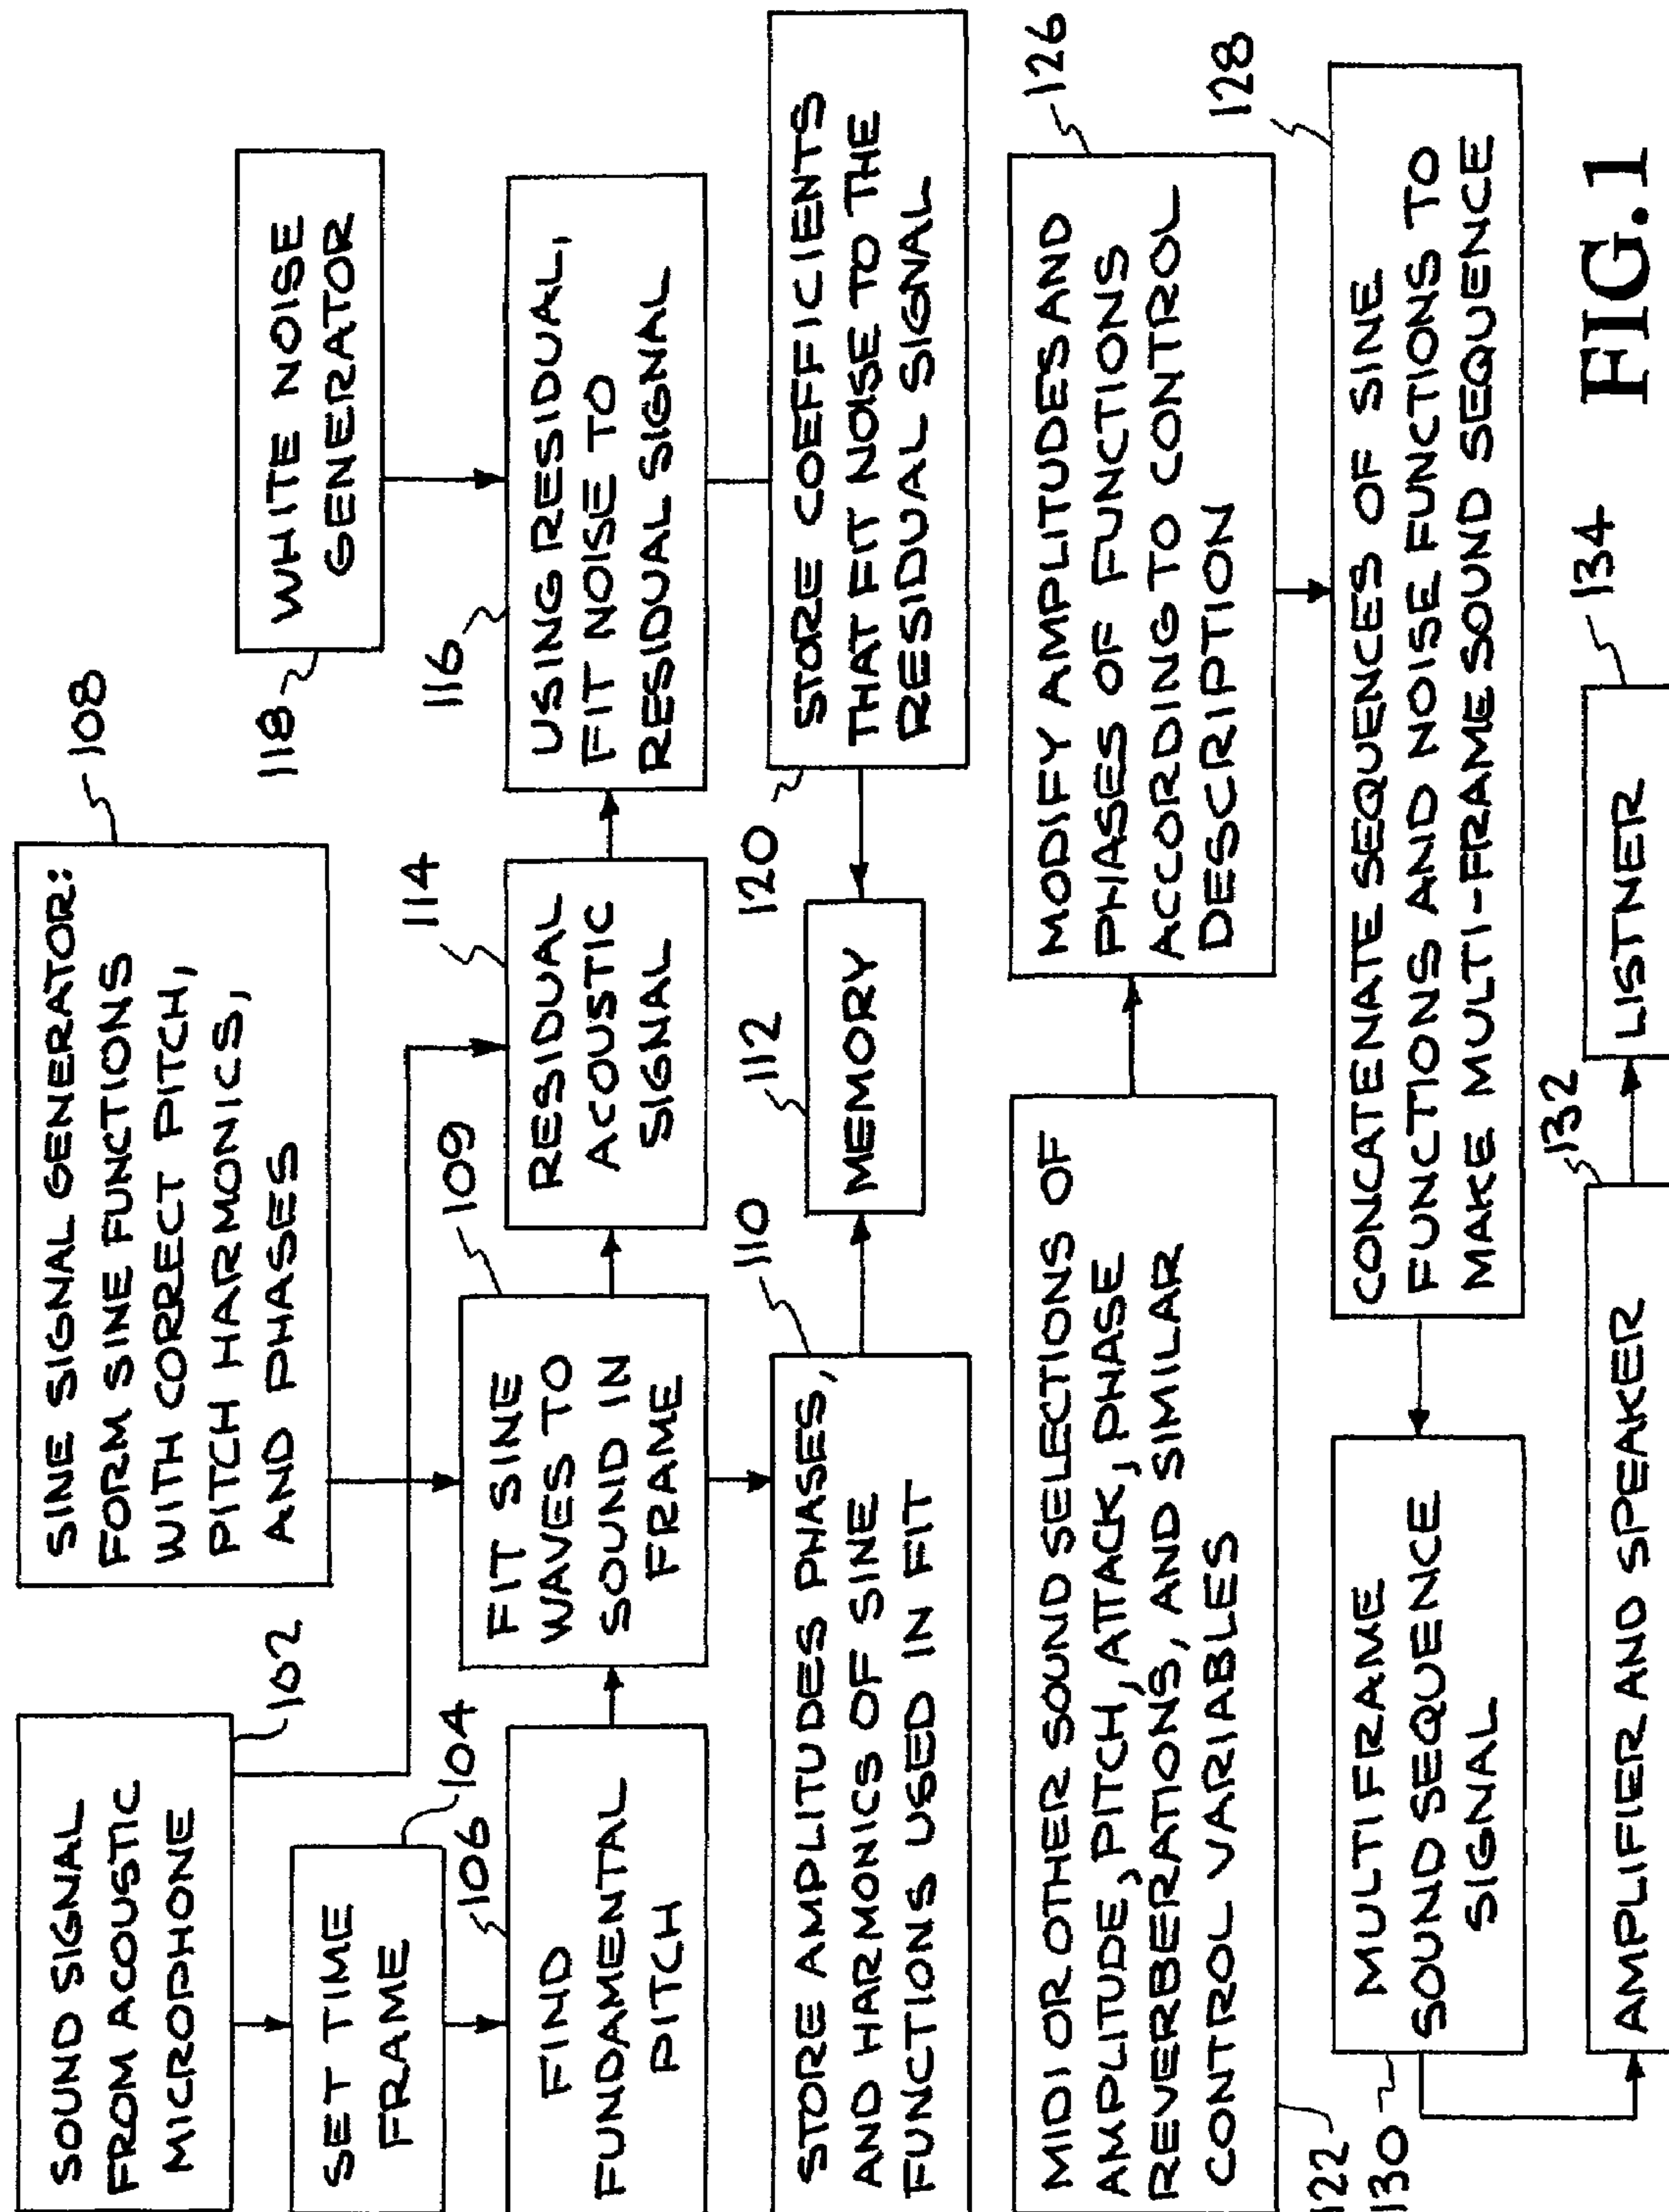 SOUND SIGNAL
FROM ACOUSTIC
MICROPHONE
102
SINE SIGNAL GENERATOR:
FORM SINE FUNCTIONS
WITH CORRECT PITCH,
PITCH HARMONICS,
AND PHASES
108
WHITE NOISE
GENERATOR
118
SET TIME
FRAME
104
FIND
FUNDAMENTAL
PITCH
106
FIT SINE
WAVES TO
SOUND IN
FRAME
109
RESIDUAL
ACOUSTIC
SIGNAL
114
USING RESIDUAL,
FIT NOISE TO
RESIDUAL SIGNAL
116
STORE AMPLITUDES PHASES,
AND HARMONICS OF SINE
FUNCTIONS USED IN FIT
110
MEMORY
112
STORE COEFFICIENTS
THAT FIT NOISE TO THE
RESIDUAL SIGNAL
120
MIDI OR OTHER SOUND SELECTIONS OF
AMPLITUDE, PITCH, ATTACK, PHASE
REVERBERATIONS, AND SIMILAR
CONTROL VARIABLES
122
MODIFY AMPLITUDES AND
PHASES OF FUNCTIONS
ACCORDING TO CONTROL
DESCRIPTION
126
MULTIFRAME
SOUND SEQUENCE
SIGNAL
130
CONCATENATE SEQUENCES OF SINE
FUNCTIONS AND NOISE FUNCTIONS TO
MAKE MULTI-FRAME SOUND SEQUENCE
128
AMPLIFIER AND SPEAKER
132
LISTNER
134
FIG.1